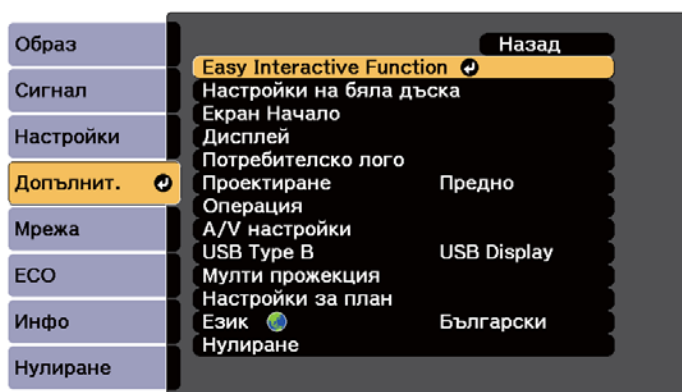 Образ
Сигнал
Настройки
Допълнит.
Мрежа
ECO
Инфо
Нулиране
Назад
Easy Interactive Function
Настройки на бяла дъска
Екран Начало
Дисплей
Потребителско лого
Проектиране Предно
Операция
A/V настройки
USB Type B USB Display
Мулти прожекция
Настройки за план
Език Български
Нулиране